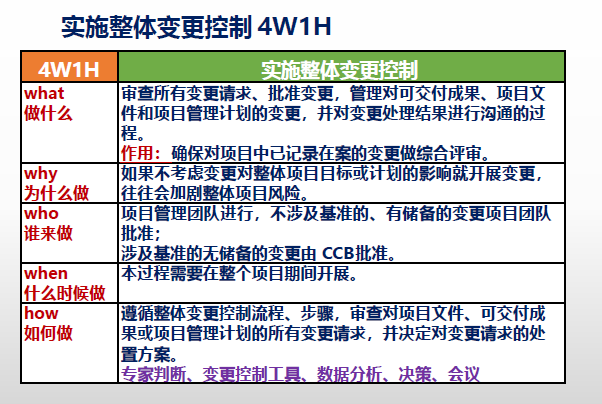 实施整体变更控制 4W1H
4W1H
实施整体变更控制
what
做什么
审查所有变更请求、批准变更，管理对可交付成果、项目文
件和项目管理计划的变更，并对变更处理结果进行沟通的过
程。
作用：确保对项目中已记录在案的变更做综合评审。
why
为什么做
如果不考虑变更对整体项目目标或计划的影响就开展变更，
往往会加剧整体项目风险。
who
谁来做
项目管理团队进行，不涉及基准的、有储备的变更项目团队
批准；
涉及基准的无储备的变更由 CCB批准。
when
什么时候做
本过程需要在整个项目期间开展。
how
如何做
遵循整体变更控制流程、步骤，审查对项目文件、可交付成
果或项目管理计划的所有变更请求，并决定对变更请求的处
置方案。
专家判断、变更控制工具、数据分析、决策、会议